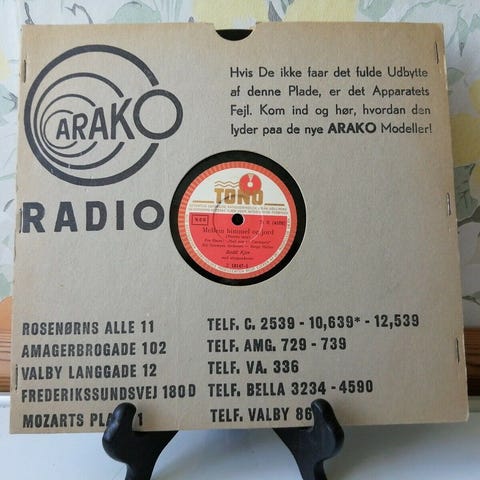 ARAKO
RADIO
Hvis De ikke faar det fulde Udbytte
af denne Plade, er det Apparatets
Fejl. Kom ind og hør, hvordan den
lyder paa de nye ARAKO Modeller!
TONO
Mellem himmel og jord
Bodil Kjer
ROSENØRNS ALLE 11 TELF. C. 2539 - 10,639* - 12,539
AMAGERBROGADE 102 TELF. AMG. 729 - 739
VALBY LANGGADE 12 TELF. VA. 336
FREDERIKSSUNDSVEJ 180D TELF. BELLA 3234 - 4590
MOZARTS TELF. VALBY